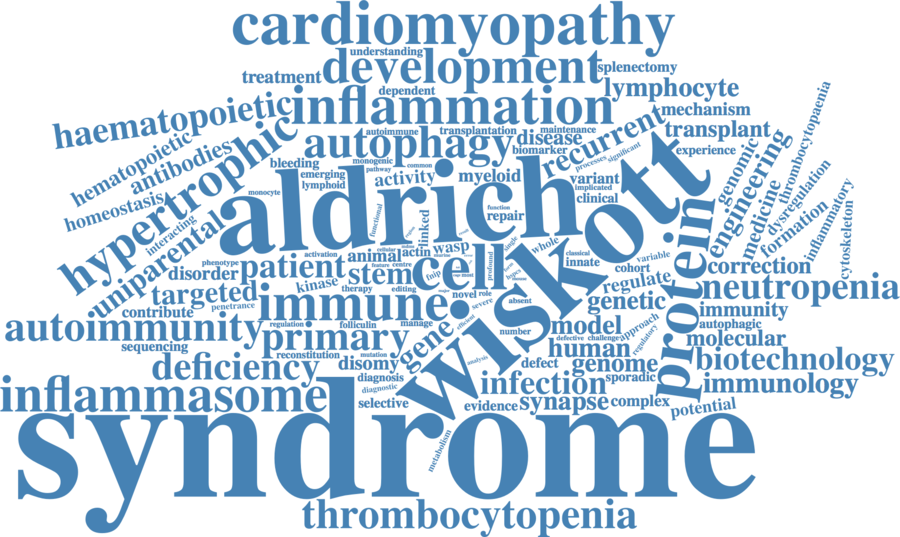 cardiomyopathy
understanding
development
splenectomy
treatment
dependent
lymphocyte
haematopoietic
inflammation
mechanism
autoimmune
transplantation
maintenance
recurrent
transplant
autophagy
disease
biomarker
processes
significant
experience
hematopoietic
antibodies
hypertrophic
bleeding
monogenic
common
pathway
emerging
lymphoid
activity
myeloid
variant
implicated
clinical
genomic
engineering
thrombocytopaenia
homeostasis
monocyte
aldrich
wiskott
functional
linked
function
repair
medicine
dysregulation
interacting
uniparental
formation
inflammatory
cytoskeleton
phenotype
disorder
activation
patient
animal
actin
wasp
cell
single
whole
classical
innate
variable
cohort
correction
feature
centre
stem
fnip
profound
protein
targeted
penetrance
kinase
therapy
editing
novel
role
severe
absent
regulate
genetic
neutropenia
contribute
immune
immunity
autoimmunity
regulation
folliculin
manage
efficient
number
model
approach
autophagic
regulatory
molecular
sequencing
primary
reconstitution
mutation
gene
analysis
defective
challenge
human
deficiency
disomy
defect
genome
biotechnology
diagnosis
diagnostic
infection
sporadic
immunology
inflammasome
selective
evidence
synapse
complex
potential
syndrome
metabolism
thrombocytopenia